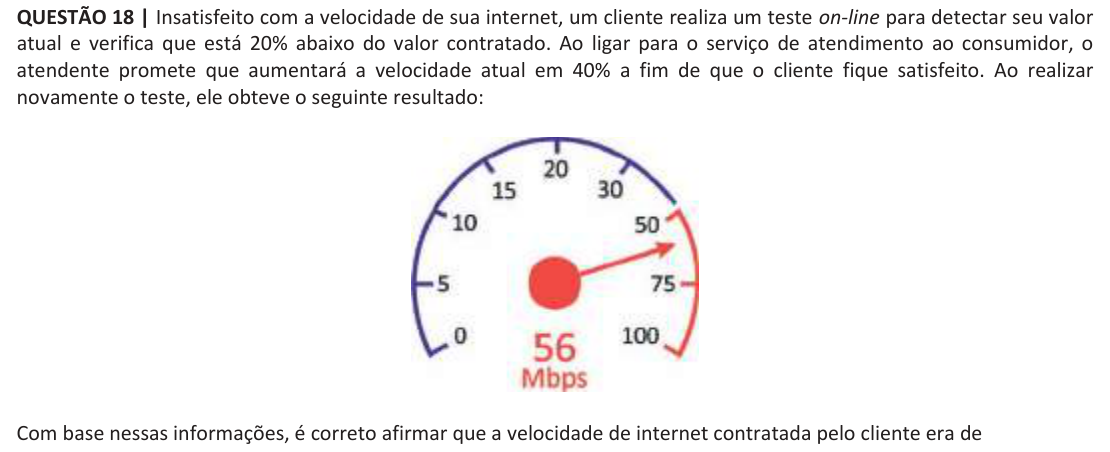 QUESTÃO 18 | Insatisfeito com a velocidade de sua internet, um cliente realiza um teste on-line para detectar seu valor
atual e verifica que está 20% abaixo do valor contratado. Ao ligar para o serviço de atendimento ao consumidor, o
atendente promete que aumentará a velocidade atual em 40% a fim de que o cliente fique satisfeito. Ao realizar
novamente o teste, ele obteve o seguinte resultado:
20
15
30
10
50
5
75
0
100
56
Mbps
Com base nessas informações, é correto afirmar que a velocidade de internet contratada pelo cliente era de